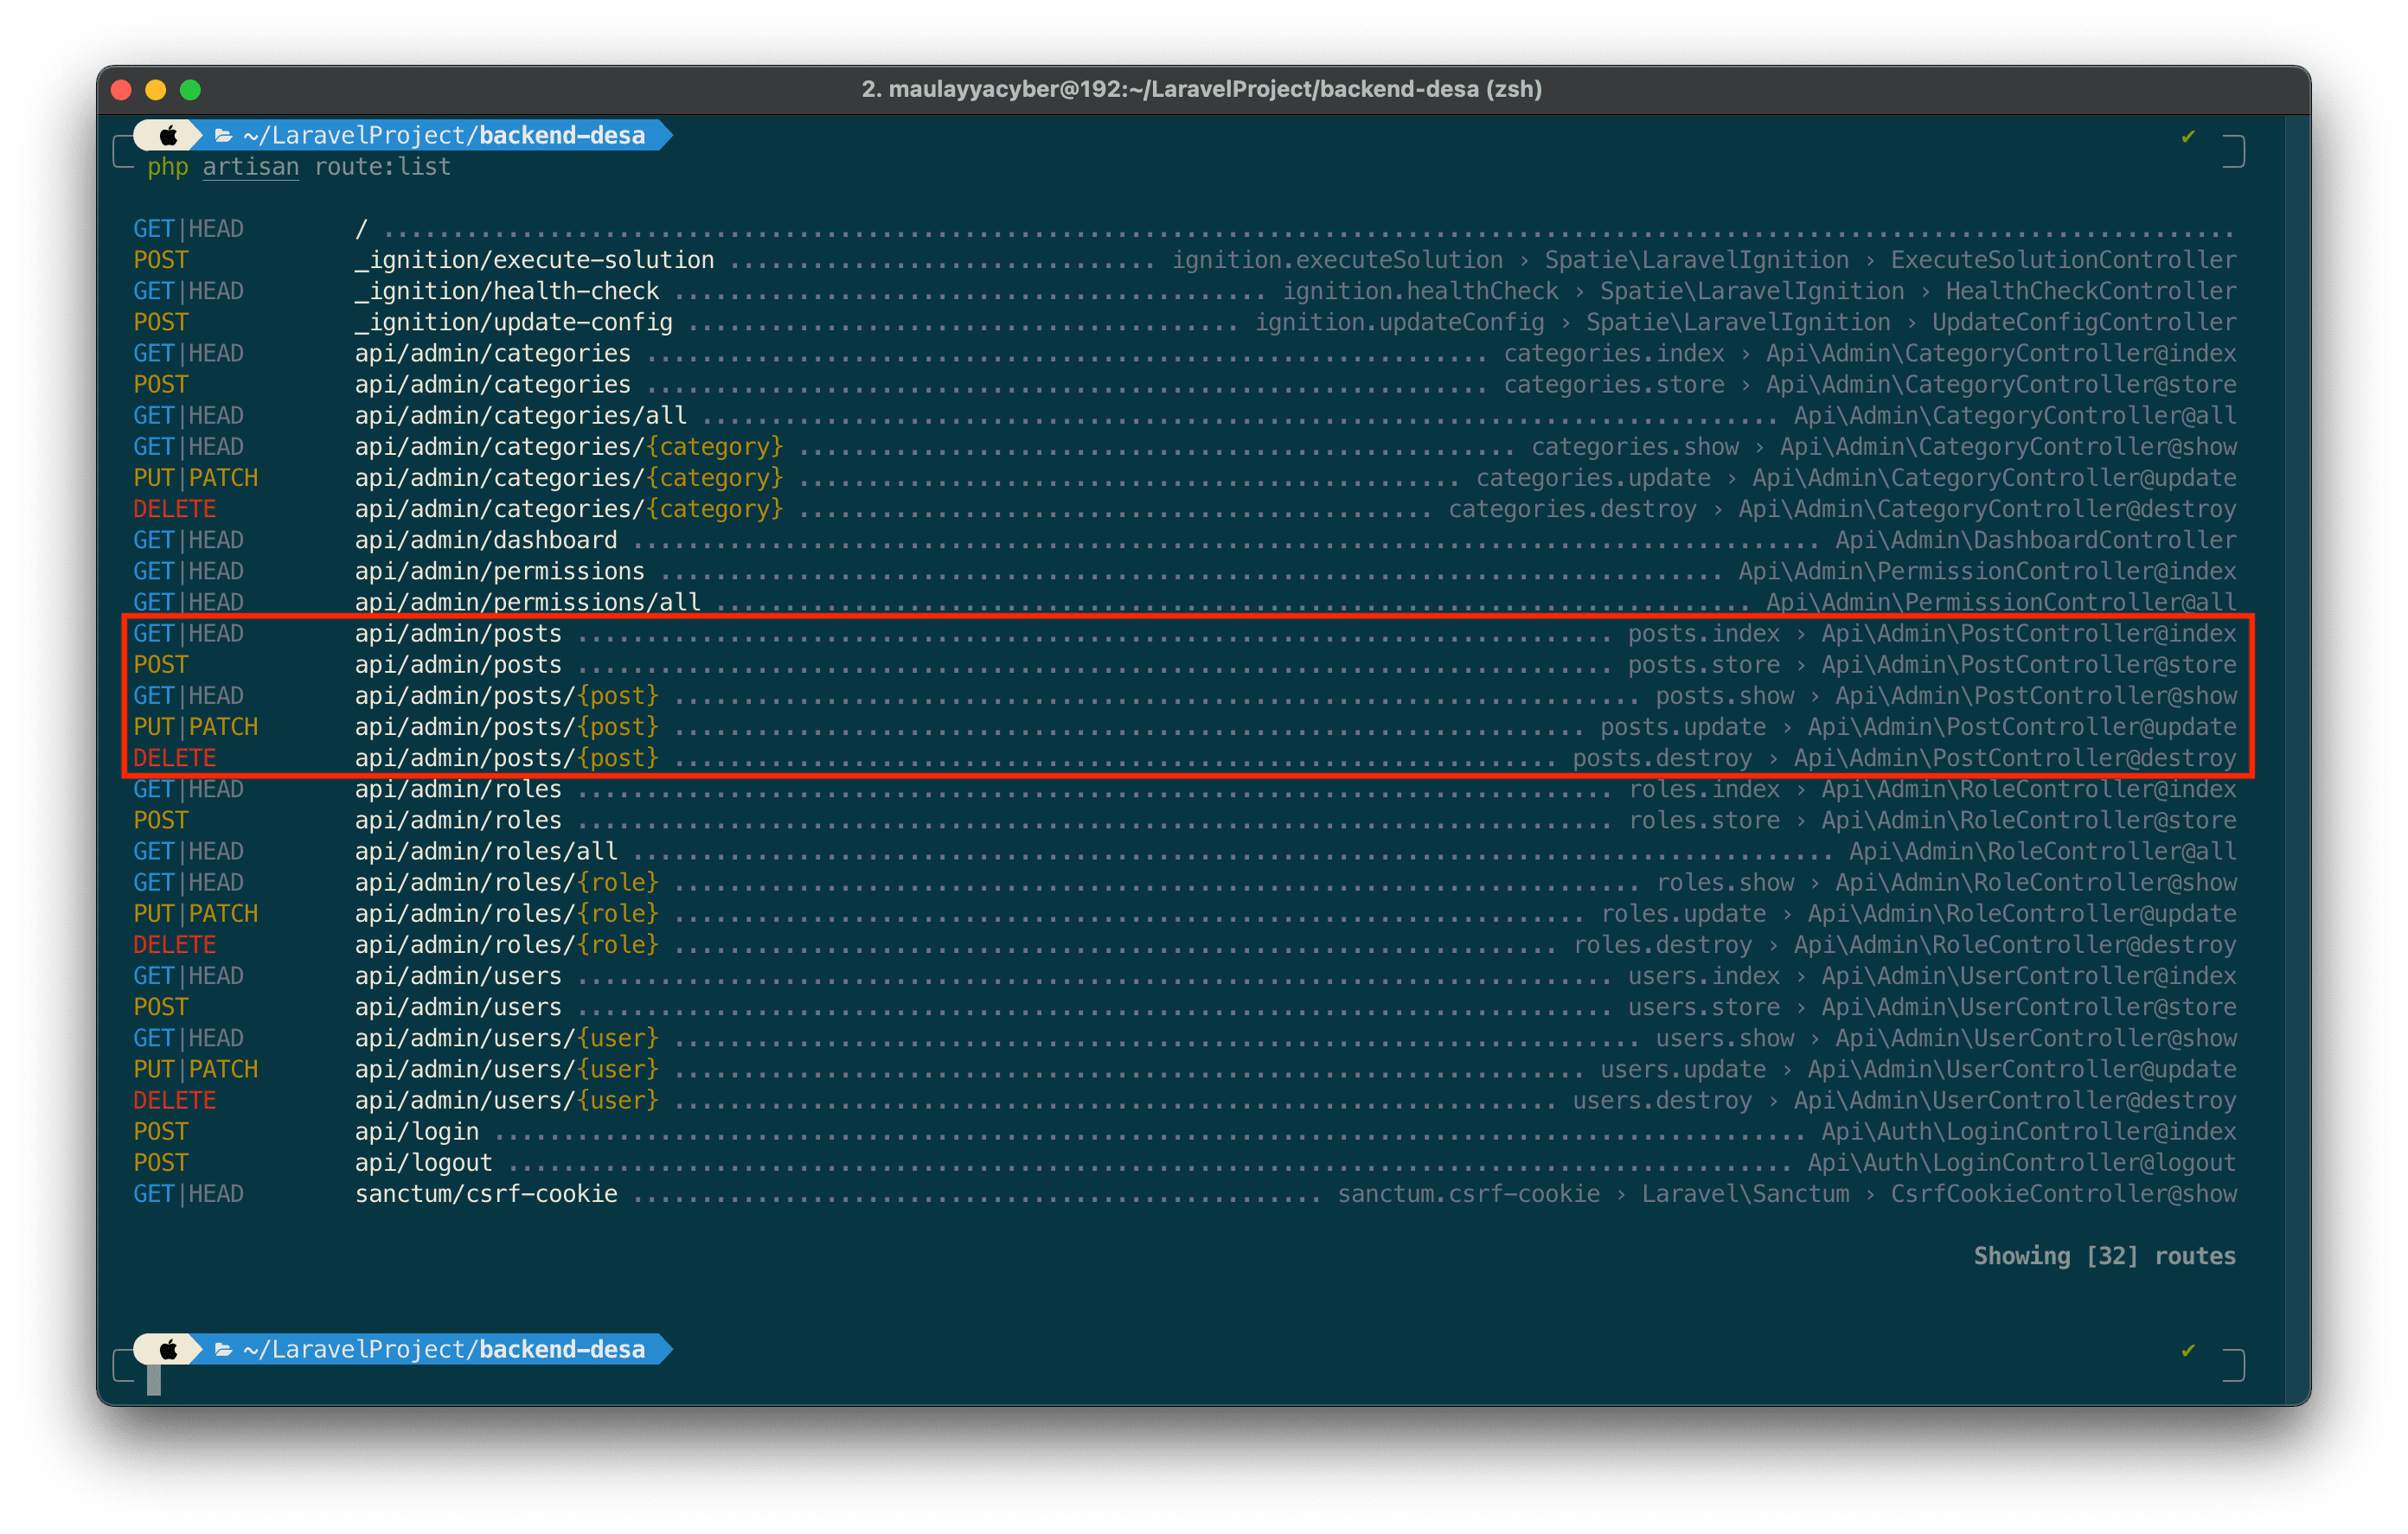 2. maulayyacyber@192:~/LaravelProject/backend-desa (zsh)
~/LaravelProject/backend-desa ✔
php artisan route:list
GET|HEAD / ........................................................................................................................................
POST _ignition/execute-solution ............................... ignition.executeSolution › Spatie\LaravelIgnition › ExecuteSolutionController
GET|HEAD _ignition/health-check ........................................... ignition.healthCheck › Spatie\LaravelIgnition › HealthCheckController
POST _ignition/update-config ........................................ ignition.updateConfig › Spatie\LaravelIgnition › UpdateConfigController
GET|HEAD api/admin/categories ............................................................. categories.index › Api\Admin\CategoryController@index
POST api/admin/categories ............................................................. categories.store › Api\Admin\CategoryController@store
GET|HEAD api/admin/categories/all .............................................................................. Api\Admin\CategoryController@all
GET|HEAD api/admin/categories/{category} .................................................... categories.show › Api\Admin\CategoryController@show
PUT|PATCH api/admin/categories/{category} ................................................ categories.update › Api\Admin\CategoryController@update
DELETE api/admin/categories/{category} .............................................. categories.destroy › Api\Admin\CategoryController@destroy
GET|HEAD api/admin/dashboard ...................................................................................... Api\Admin\DashboardController
GET|HEAD api/admin/permissions ............................................................................. Api\Admin\PermissionController@index
GET|HEAD api/admin/permissions/all ........................................................................... Api\Admin\PermissionController@all
GET|HEAD api/admin/posts ........................................................................... posts.index › Api\Admin\PostController@index
POST api/admin/posts ........................................................................... posts.store › Api\Admin\PostController@store
GET|HEAD api/admin/posts/{post} ...................................................................... posts.show › Api\Admin\PostController@show
PUT|PATCH api/admin/posts/{post} .................................................................. posts.update › Api\Admin\PostController@update
DELETE api/admin/posts/{post} ................................................................ posts.destroy › Api\Admin\PostController@destroy
GET|HEAD api/admin/roles ........................................................................... roles.index › Api\Admin\RoleController@index
POST api/admin/roles ........................................................................... roles.store › Api\Admin\RoleController@store
GET|HEAD api/admin/roles/all ....................................................................................... Api\Admin\RoleController@all
GET|HEAD api/admin/roles/{role} ...................................................................... roles.show › Api\Admin\RoleController@show
PUT|PATCH api/admin/roles/{role} .................................................................. roles.update › Api\Admin\RoleController@update
DELETE api/admin/roles/{role} ................................................................ roles.destroy › Api\Admin\RoleController@destroy
GET|HEAD api/admin/users ........................................................................... users.index › Api\Admin\UserController@index
POST api/admin/users ........................................................................... users.store › Api\Admin\UserController@store
GET|HEAD api/admin/users/{user} ...................................................................... users.show › Api\Admin\UserController@show
PUT|PATCH api/admin/users/{user} .................................................................. users.update › Api\Admin\UserController@update
DELETE api/admin/users/{user} ................................................................ users.destroy › Api\Admin\UserController@destroy
POST api/login ............................................................................................... Api\Auth\LoginController@index
POST api/logout ............................................................................................. Api\Auth\LoginController@logout
GET|HEAD sanctum/csrf-cookie .................................................. sanctum.csrf-cookie › Laravel\Sanctum › CsrfCookieController@show
Showing [32] routes
~/LaravelProject/backend-desa ✔